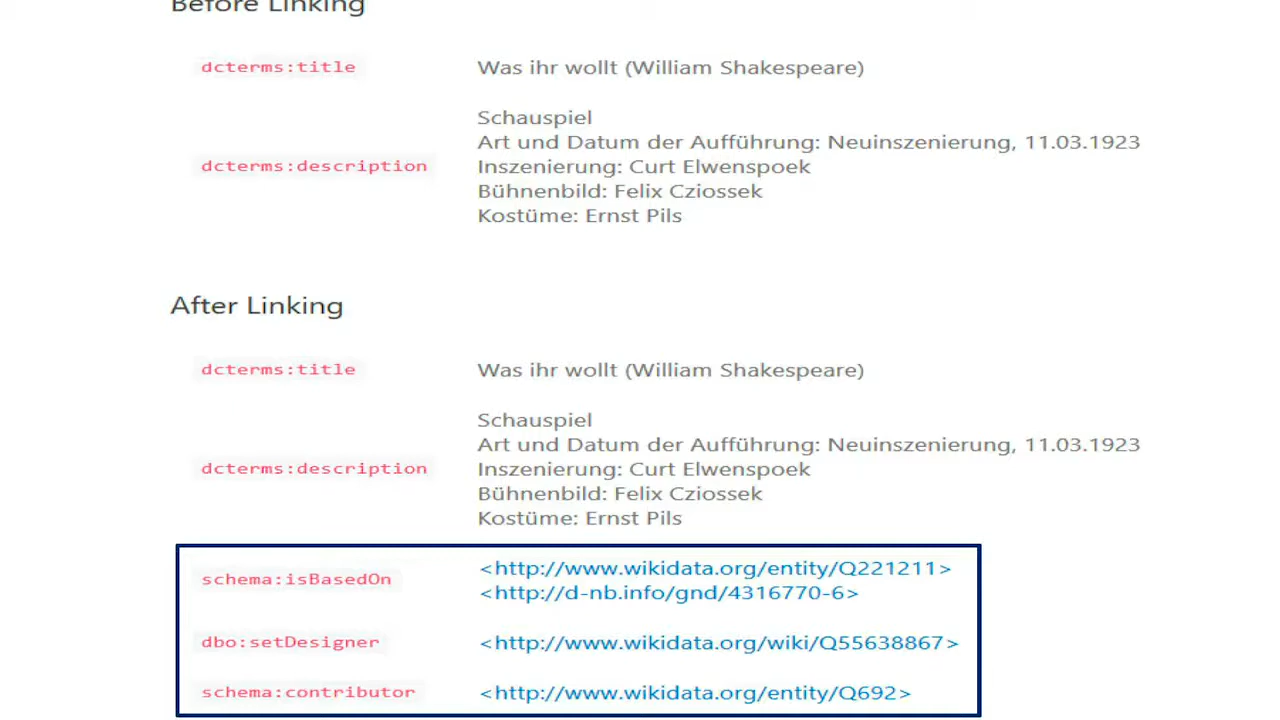 Before Linking
dcterms:title Was ihr wollt (William Shakespeare)
Schauspiel
Art und Datum der Aufführung: Neuinszenierung, 11.03.1923
dcterms:description Inszenierung: Curt Elwenspoek
Bühnenbild: Felix Cziossek
Kostüme: Ernst Pils
After Linking
dcterms:title Was ihr wollt (William Shakespeare)
Schauspiel
Art und Datum der Aufführung: Neuinszenierung, 11.03.1923
dcterms:description Inszenierung: Curt Elwenspoek
Bühnenbild: Felix Cziossek
Kostüme: Ernst Pils
schema:isBasedOn <http://www.wikidata.org/entity/Q221211>
<http://d-nb.info/gnd/4316770-6>
dbo:setDesigner <http://www.wikidata.org/wiki/Q55638867>
schema:contributor <http://www.wikidata.org/entity/Q692>